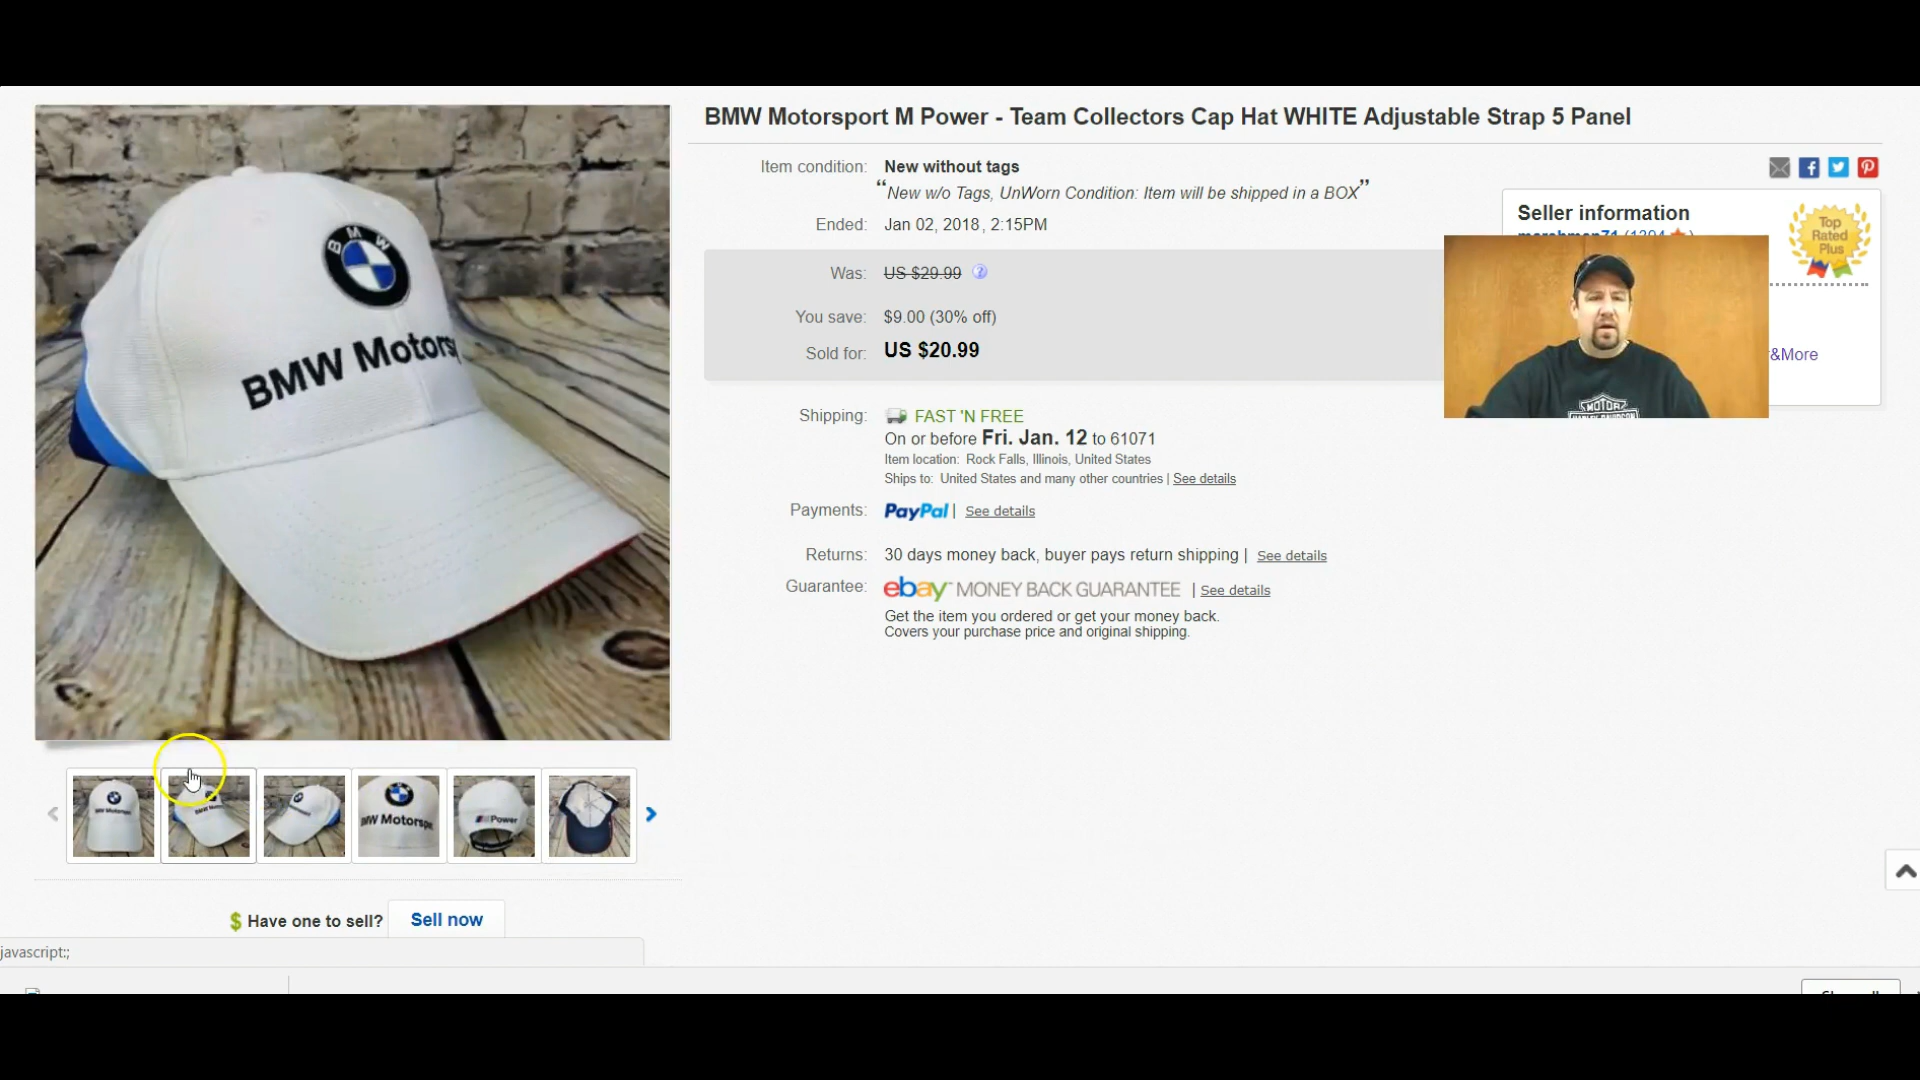 BMW Motorsport M Power - Team Collectors Cap Hat WHITE Adjustable Strap 5 Panel
Item condition: New without tags
“New w/o Tags, UnWorn Condition: Item will be shipped in a BOX”
Ended: Jan 02, 2018, 2:15PM
Was: US $29.99
You save: $9.00 (30% off)
Sold for: US $20.99
Shipping: FAST 'N FREE
On or before Fri. Jan. 12 to 61071
Item location: Rock Falls, Illinois, United States
Ships to: United States and many other countries | See details
Payments: PayPal | See details
Returns: 30 days money back, buyer pays return shipping | See details
Guarantee: ebay MONEY BACK GUARANTEE | See details
Get the item you ordered or get your money back.
Covers your purchase price and original shipping.
Seller information
Top
Rated
Plus
&More
MOTOR
BMW
BMW Motorsp
BMW Motorsport
Power
$ Have one to sell? Sell now
javascript:;